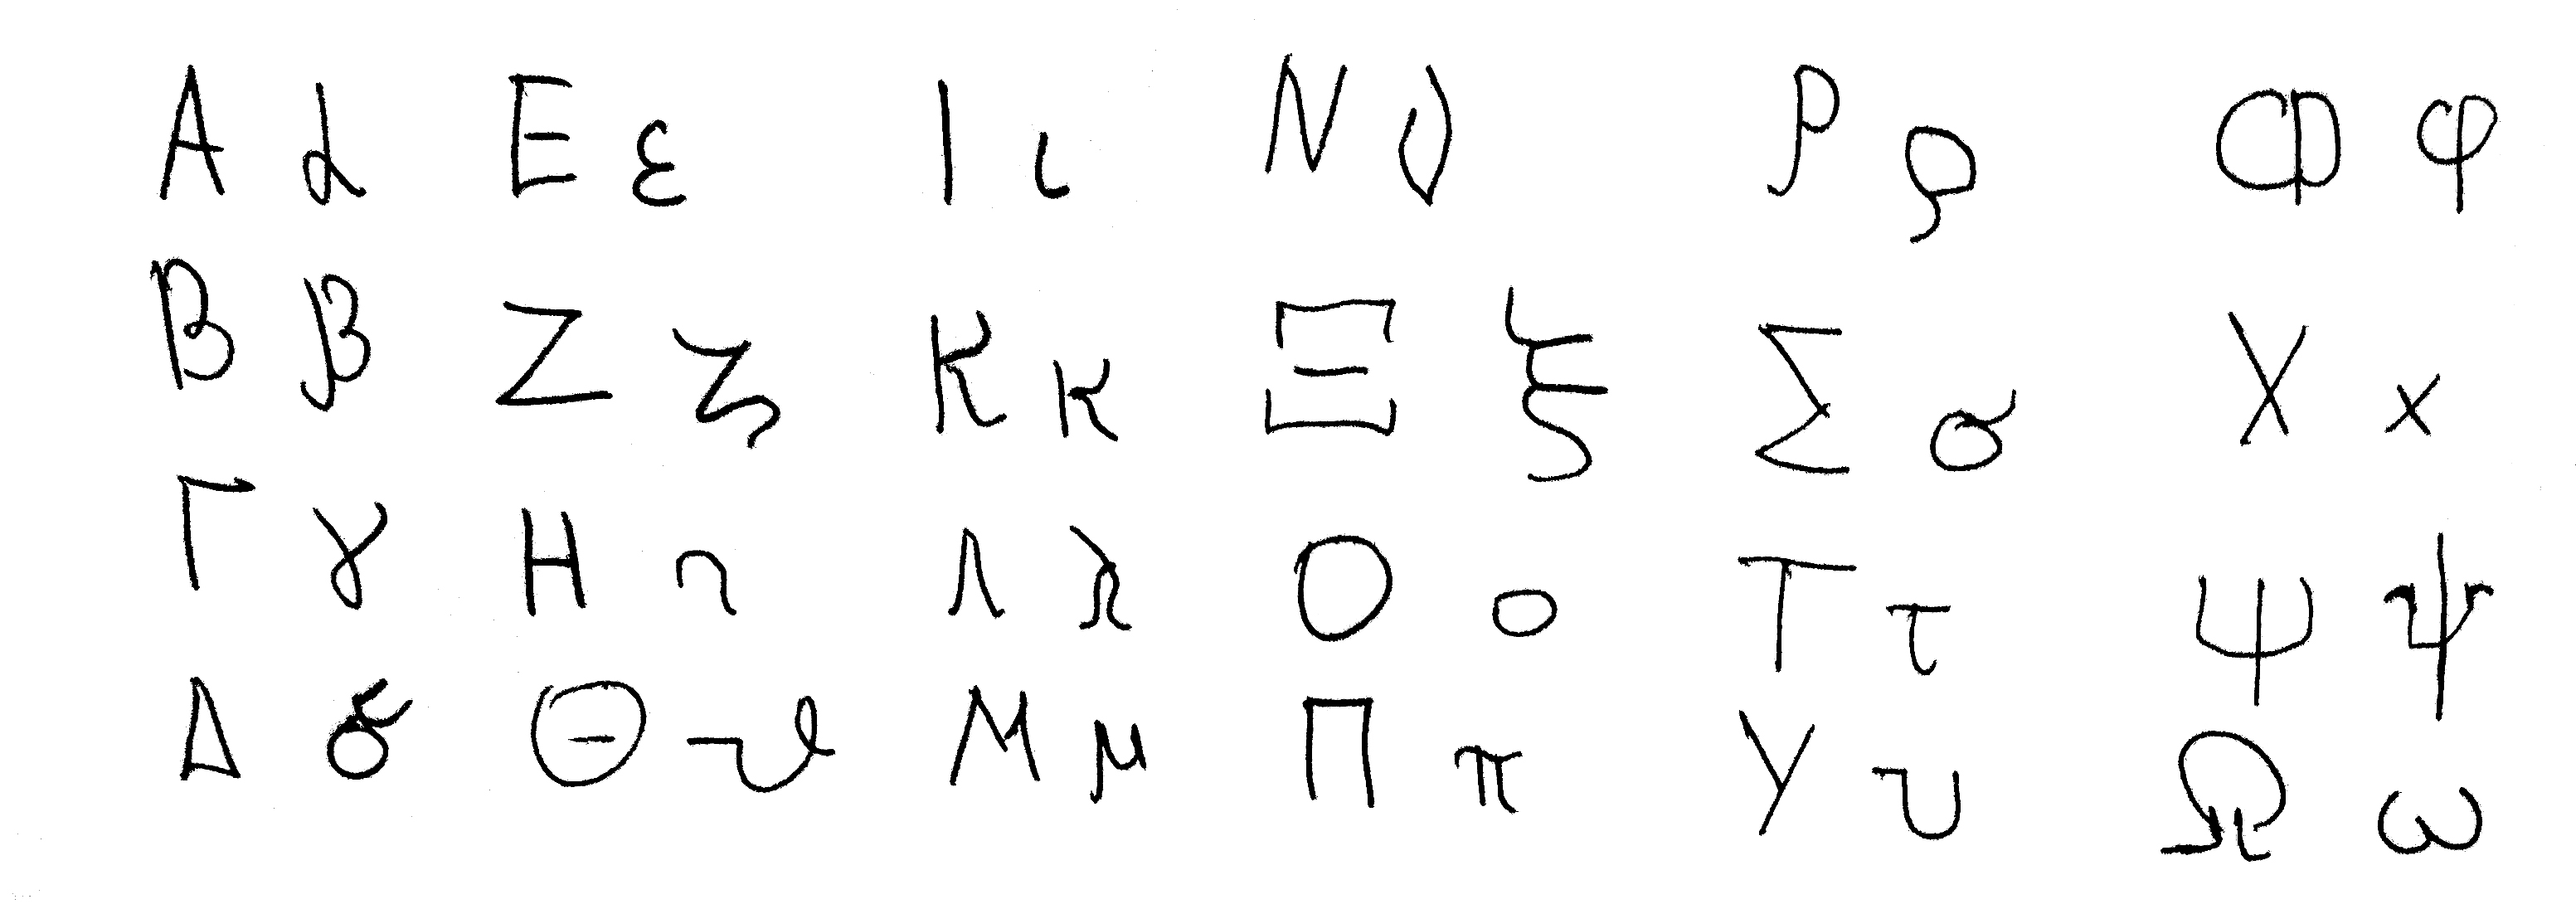 Α α Ε ε Ι ι Ν ν Ρ ρ Φ φ
Β β Ζ ζ Κ κ Ξ ξ Σ σ Χ χ
Γ γ Η η Λ λ Ο ο Τ τ Ψ ψ
Δ δ Θ ϑ Μ μ Π π Υ υ Ω ω